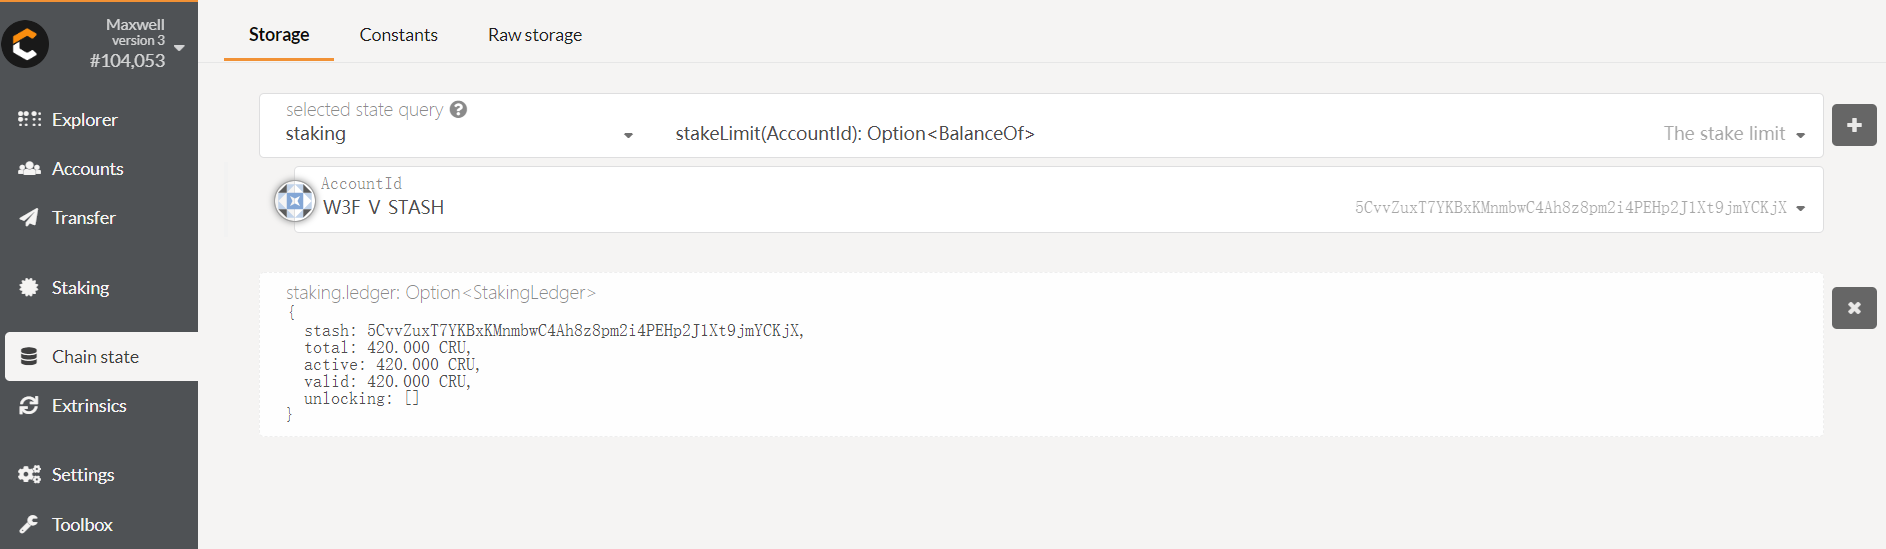 Maxwell
version 3
#104,053
Explorer
Accounts
Transfer
Staking
Chain state
Extrinsics
Settings
Toolbox
Storage Constants Raw storage
selected state query
staking stakeLimit(AccountId): Option<BalanceOf> The stake limit
AccountId
W3F V STASH 5CvvZuxT7YKBxKMnmbwC4Ah8z8pm2i4PEHp2J1Xt9jmYCKjX
staking.ledger: Option<StakingLedger>
{
stash: 5CvvZuxT7YKBxKMnmbwC4Ah8z8pm2i4PEHp2J1Xt9jmYCKjX,
total: 420.000 CRU,
active: 420.000 CRU,
valid: 420.000 CRU,
unlocking: []
}